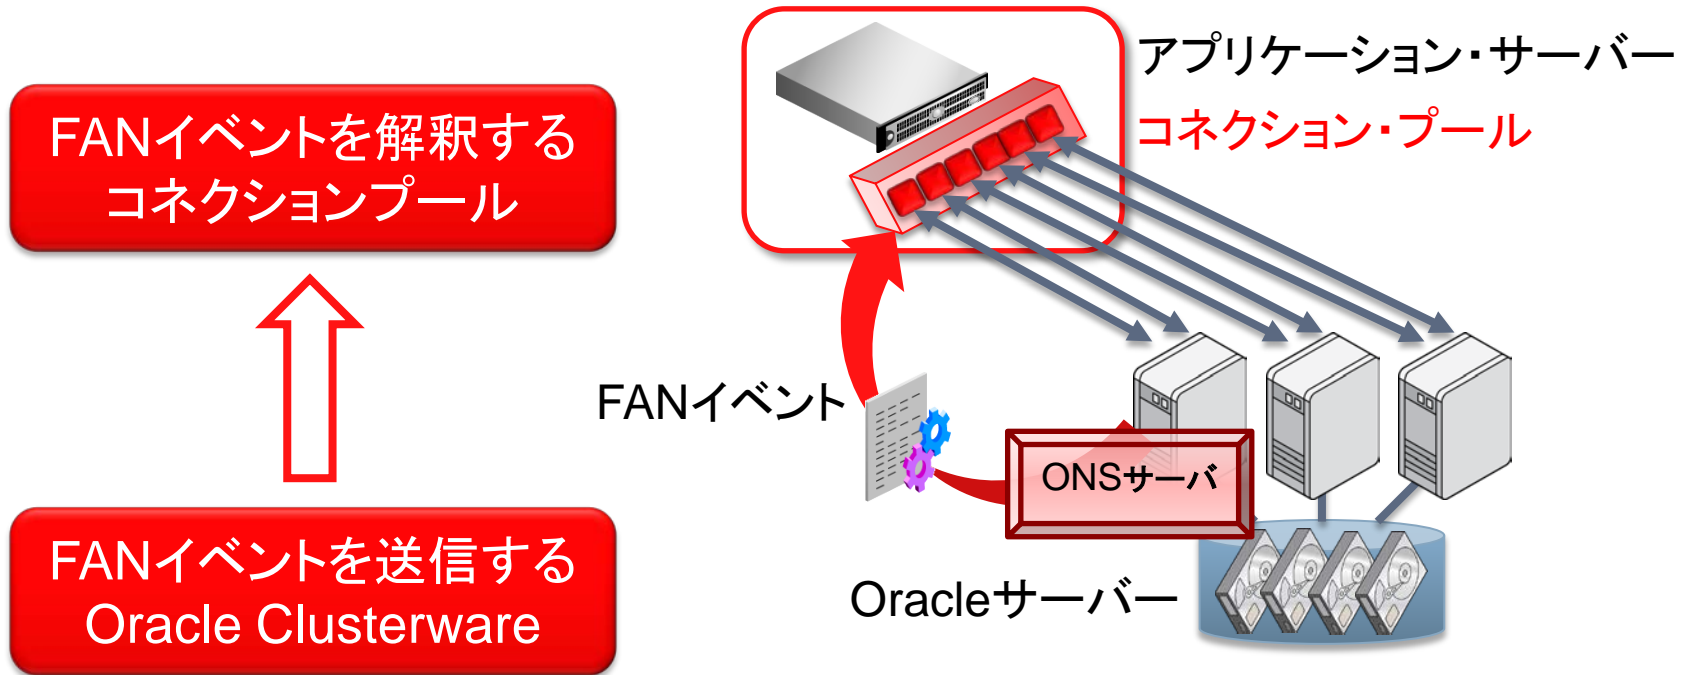 FANイベントを解釈する
コネクションプール
FANイベントを送信する
Oracle Clusterware
アプリケーション・サーバー
コネクション・プール
FANイベント
ONSサーバ
Oracleサーバー